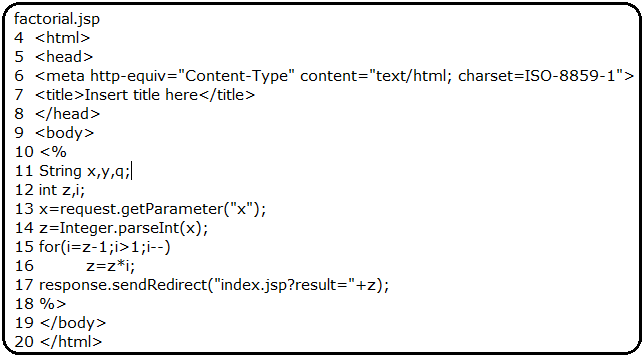 factorial.jsp
4 <html>
5 <head>
6 <meta http-equiv="Content-Type" content="text/html; charset=ISO-8859-1">
7 <title>Insert title here</title>
8 </head>
9 <body>
10 <%
11 String x,y,q;
12 int z,i;
13 x=request.getParameter("x");
14 z=Integer.parseInt(x);
15 for(i=z-1;i>1;i--)
16 z=z*i;
17 response.sendRedirect("index.jsp?result="+z);
18 %>
19 </body>
20 </html>